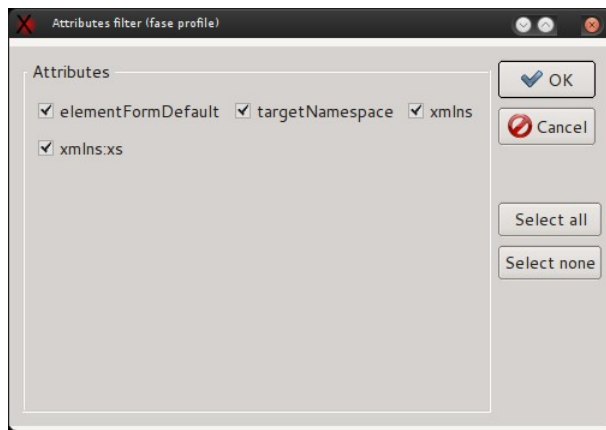 Attributes filter (fase profile)
Attributes
elementFormDefault targetNamespace xmlns
xmlns:xs
OK
Cancel
Select all
Select none